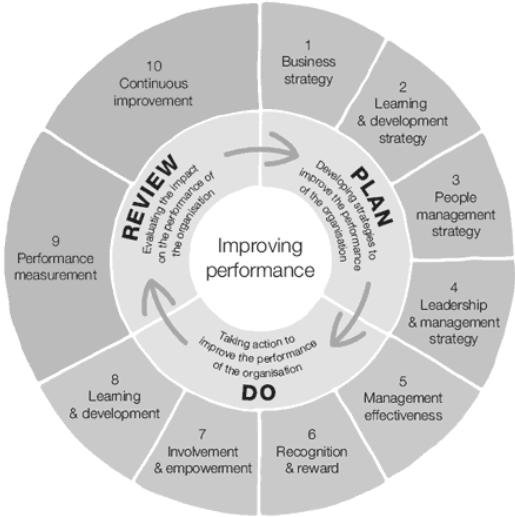 Improving
performance
PLAN
Developing strategies to
improve the performance
of the organisation
DO
Taking action to
improve the performance
of the organisation
REVIEW
Evaluating the impact
on the performance of
the organisation
1
Business
strategy
2
Learning
& development
strategy
3
People
management
strategy
4
Leadership
& management
strategy
5
Management
effectiveness
6
Recognition
& reward
7
Involvement
& empowerment
8
Learning
& development
9
Performance
measurement
10
Continuous
improvement